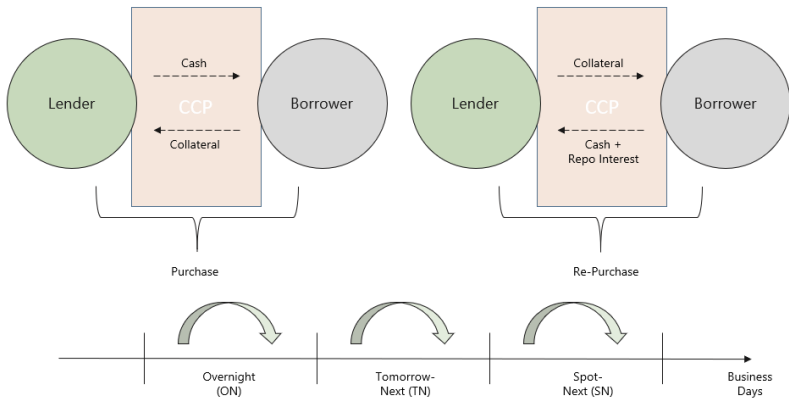 Cash
Lender
CCP
Borrower
Collateral
Collateral
Lender
CCP
Borrower
Cash +
Repo Interest
Purchase
Re-Purchase
Overnight
(ON)
Tomorrow-
Next (TN)
Spot-
Next (SN)
Business
Days